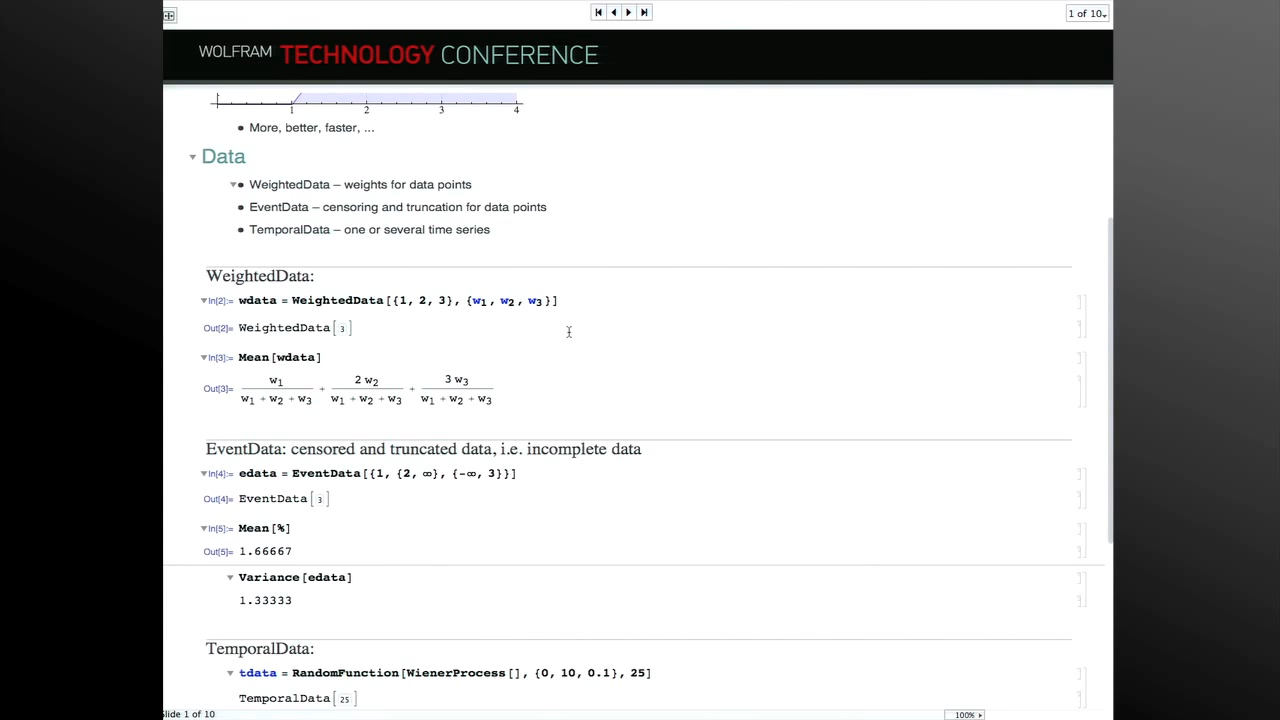 1 of 10
WOLFRAM TECHNOLOGY CONFERENCE
1 2 3 4
• More, better, faster, ...
Data
• WeightedData – weights for data points
• EventData – censoring and truncation for data points
• TemporalData – one or several time series
WeightedData:
In[2]:= wdata = WeightedData[{1, 2, 3}, {w₁, w₂, w₃}]
Out[2]= WeightedData[3]
In[3]:= Mean[wdata]
Out[3]= w₁/(w₁ + w₂ + w₃) + 2 w₂/(w₁ + w₂ + w₃) + 3 w₃/(w₁ + w₂ + w₃)
EventData: censored and truncated data, i.e. incomplete data
In[4]:= edata = EventData[{1, {2, ∞}, {-∞, 3}}]
Out[4]= EventData[3]
In[5]:= Mean[%]
Out[5]= 1.66667
Variance[edata]
1.33333
TemporalData:
tdata = RandomFunction[WienerProcess[], {0, 10, 0.1}, 25]
TemporalData[25]
Slide 1 of 10
100%